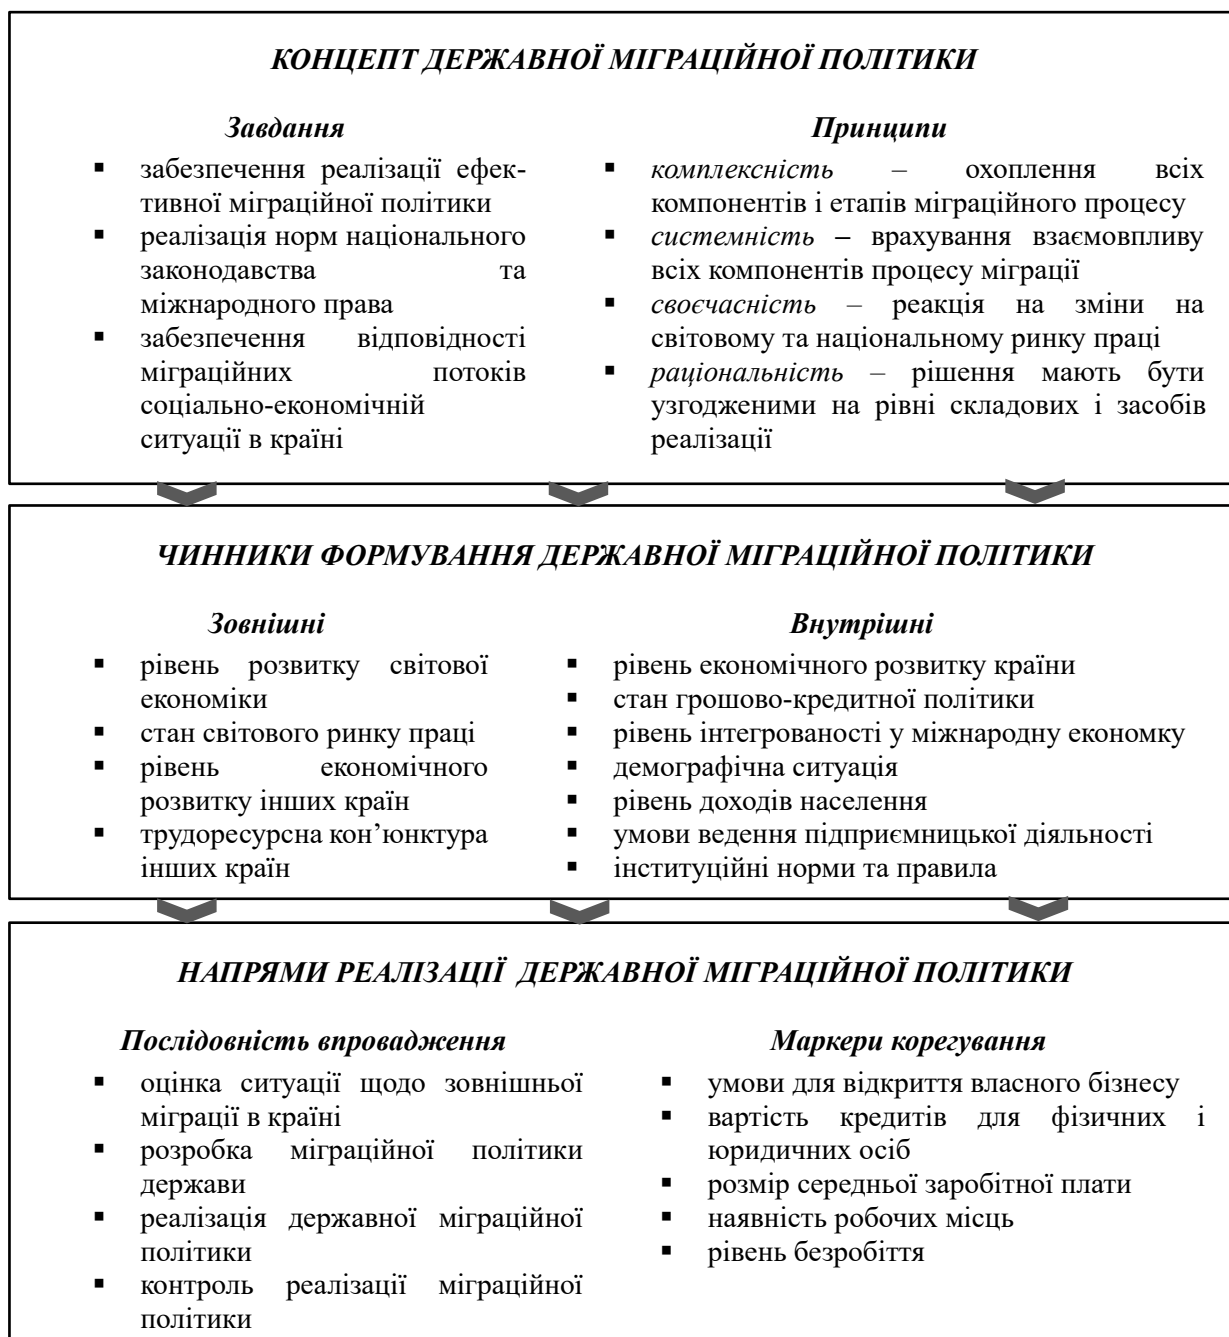 КОНЦЕПТ ДЕРЖАВНОЇ МІГРАЦІЙНОЇ ПОЛІТИКИ
Завдання
▪ забезпечення реалізації ефек-
тивної міграційної політики
▪ реалізація норм національного
законодавства та
міжнародного права
▪ забезпечення відповідності
міграційних потоків
соціально-економічній
ситуації в країні
Принципи
▪ комплексність – охоплення всіх
компонентів і етапів міграційного процесу
▪ системність – врахування взаємовпливу
всіх компонентів процесу міграції
▪ своєчасність – реакція на зміни на
світовому та національному ринку праці
▪ раціональність – рішення мають бути
узгодженими на рівні складових і засобів
реалізації
ЧИННИКИ ФОРМУВАННЯ ДЕРЖАВНОЇ МІГРАЦІЙНОЇ ПОЛІТИКИ
Зовнішні
▪ рівень розвитку світової
економіки
▪ стан світового ринку праці
▪ рівень економічного
розвитку інших країн
▪ трудоресурсна кон’юнктура
інших країн
Внутрішні
▪ рівень економічного розвитку країни
▪ стан грошово-кредитної політики
▪ рівень інтегрованості у міжнародну економку
▪ демографічна ситуація
▪ рівень доходів населення
▪ умови ведення підприємницької діяльності
▪ інституційні норми та правила
НАПРЯМИ РЕАЛІЗАЦІЇ ДЕРЖАВНОЇ МІГРАЦІЙНОЇ ПОЛІТИКИ
Послідовність впровадження
▪ оцінка ситуації щодо зовнішньої
міграції в країні
▪ розробка міграційної політики
держави
▪ реалізація державної міграційної
політики
▪ контроль реалізації міграційної
політики
Маркери корегування
▪ умови для відкриття власного бізнесу
▪ вартість кредитів для фізичних і
юридичних осіб
▪ розмір середньої заробітної плати
▪ наявність робочих місць
▪ рівень безробіття